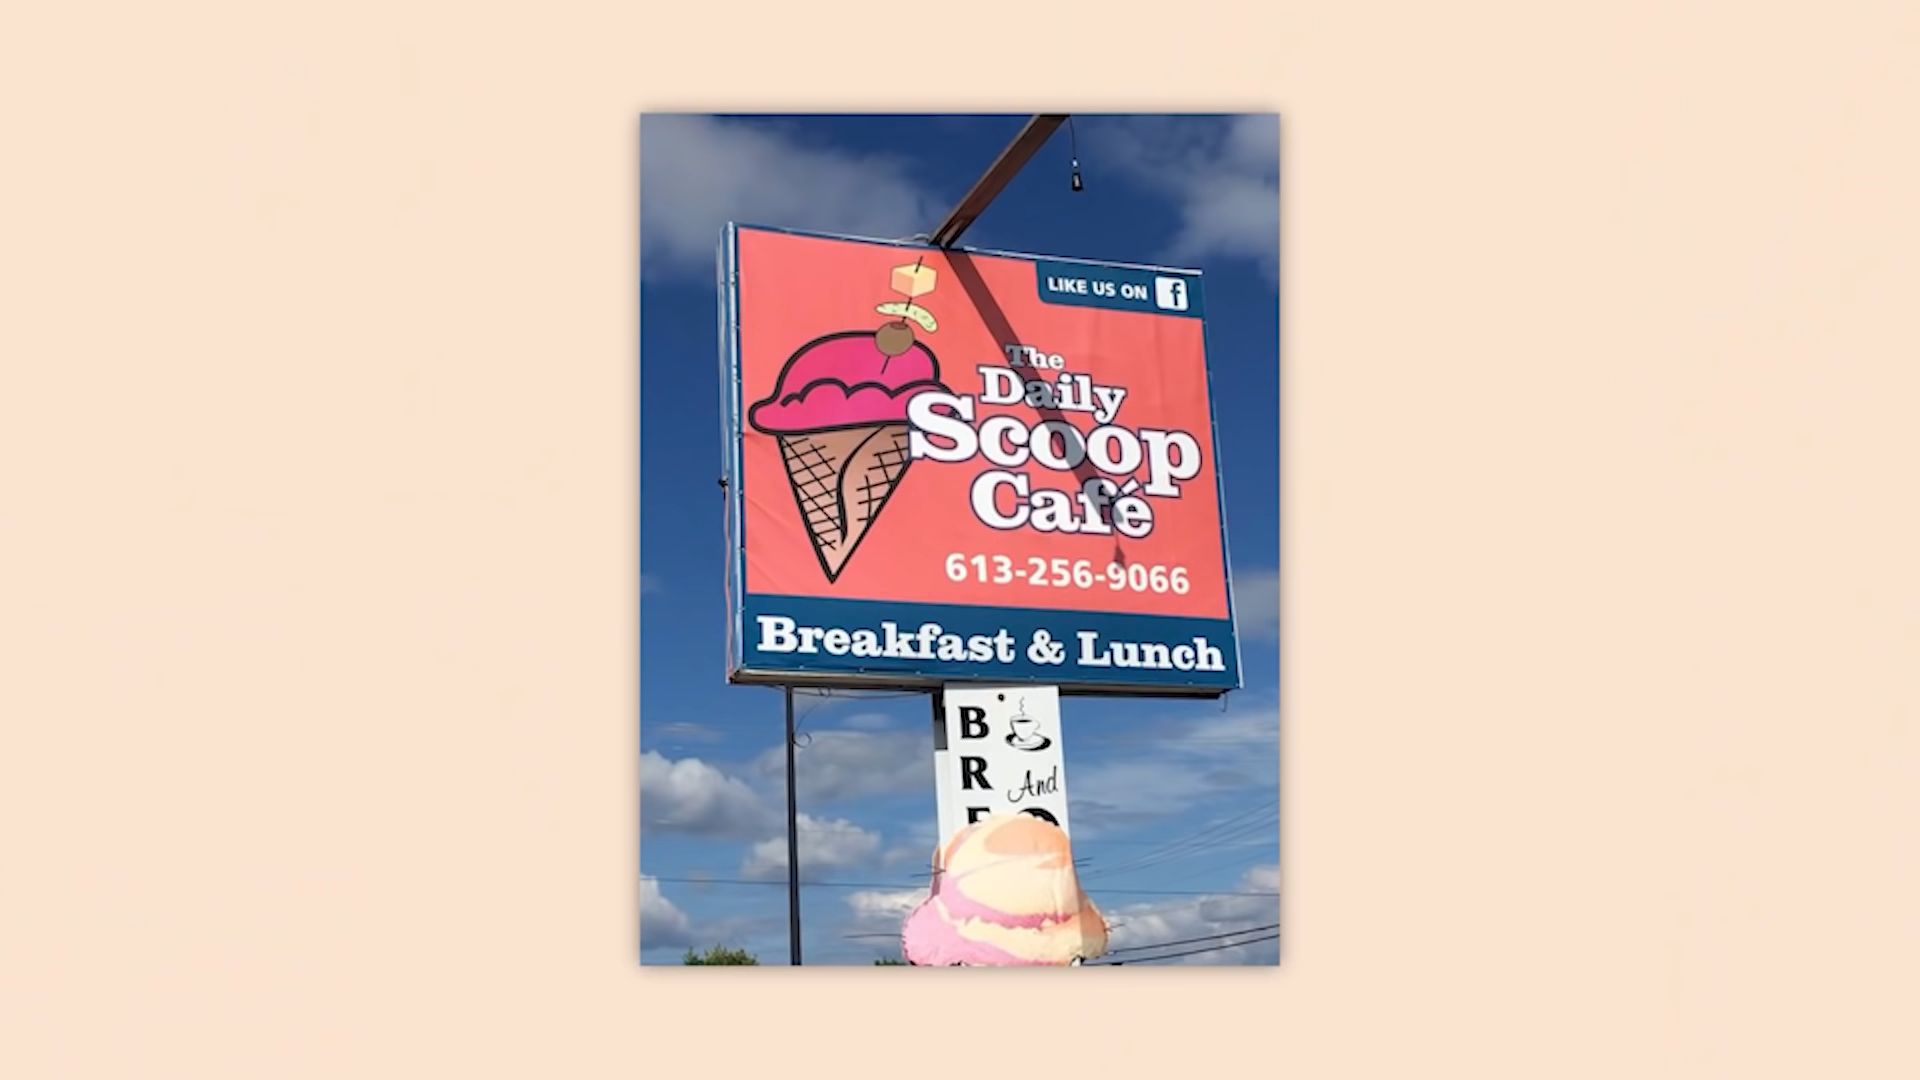 LIKE US ON f
The
Daily
Scoop
Café
613-256-9066
Breakfast & Lunch
B
R And
E